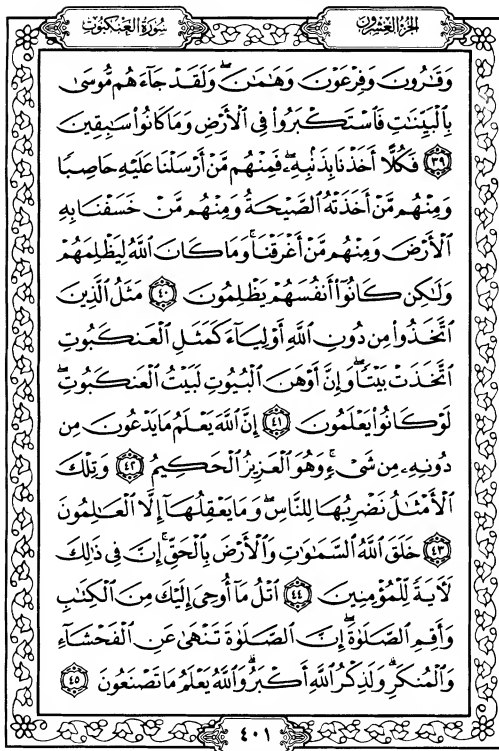 الجزء العشرون
سورة العنكبوت
وَقَٰرُونَ وَفِرۡعَوۡنَ وَهَٰمَٰنَۖ وَلَقَدۡ جَآءَهُم مُّوسَىٰ
بِٱلۡبَيِّنَٰتِ فَٱسۡتَكۡبَرُواْ فِي ٱلۡأَرۡضِ وَمَا كَانُواْ سَٰبِقِينَ
٣٩ فَكُلًّا أَخَذۡنَا بِذَنۢبِهِۦۖ فَمِنۡهُم مَّنۡ أَرۡسَلۡنَا عَلَيۡهِ حَاصِبٗا
وَمِنۡهُم مَّنۡ أَخَذَتۡهُ ٱلصَّيۡحَةُ وَمِنۡهُم مَّنۡ خَسَفۡنَا بِهِ
ٱلۡأَرۡضَ وَمِنۡهُم مَّنۡ أَغۡرَقۡنَاۚ وَمَا كَانَ ٱللَّهُ لِيَظۡلِمَهُمۡ
وَلَٰكِن كَانُوٓاْ أَنفُسَهُمۡ يَظۡلِمُونَ ٤٠ مَثَلُ ٱلَّذِينَ
ٱتَّخَذُواْ مِن دُونِ ٱللَّهِ أَوۡلِيَآءَ كَمَثَلِ ٱلۡعَنكَبُوتِ
ٱتَّخَذَتۡ بَيۡتٗاۖ وَإِنَّ أَوۡهَنَ ٱلۡبُيُوتِ لَبَيۡتُ ٱلۡعَنكَبُوتِۖ
لَوۡ كَانُواْ يَعۡلَمُونَ ٤١ إِنَّ ٱللَّهَ يَعۡلَمُ مَا يَدۡعُونَ مِن
دُونِهِۦ مِن شَيۡءٖۚ وَهُوَ ٱلۡعَزِيزُ ٱلۡحَكِيمُ ٤٢ وَتِلۡكَ
ٱلۡأَمۡثَٰلُ نَضۡرِبُهَا لِلنَّاسِۖ وَمَا يَعۡقِلُهَآ إِلَّا ٱلۡعَٰلِمُونَ
٤٣ خَلَقَ ٱللَّهُ ٱلسَّمَٰوَٰتِ وَٱلۡأَرۡضَ بِٱلۡحَقِّۚ إِنَّ فِي ذَٰلِكَ
لَأٓيَةٗ لِّلۡمُؤۡمِنِينَ ٤٤ ٱتۡلُ مَآ أُوحِيَ إِلَيۡكَ مِنَ ٱلۡكِتَٰبِ
وَأَقِمِ ٱلصَّلَوٰةَۖ إِنَّ ٱلصَّلَوٰةَ تَنۡهَىٰ عَنِ ٱلۡفَحۡشَآءِ
وَٱلۡمُنكَرِۗ وَلَذِكۡرُ ٱللَّهِ أَكۡبَرُۗ وَٱللَّهُ يَعۡلَمُ مَا تَصۡنَعُونَ ٤٥
٤٠١